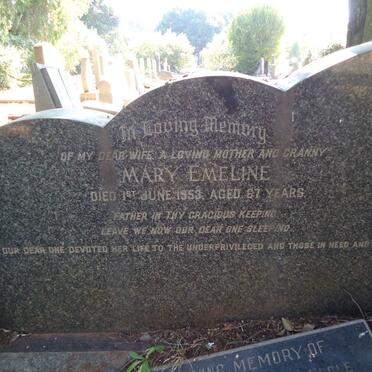 In Loving Memory
OF MY DEAR WIFE, A LOVING MOTHER AND GRANNY
MARY EMELINE
DIED 1ST JUNE 1953, AGED 67 YEARS.
FATHER IN THY GRACIOUS KEEPING
LEAVE WE NOW OUR DEAR ONE SLEEPING.
OUR DEAR ONE DEVOTED HER LIFE TO THE UNDERPRIVILEGED AND THOSE IN NEED AND
LOVING MEMORY OF